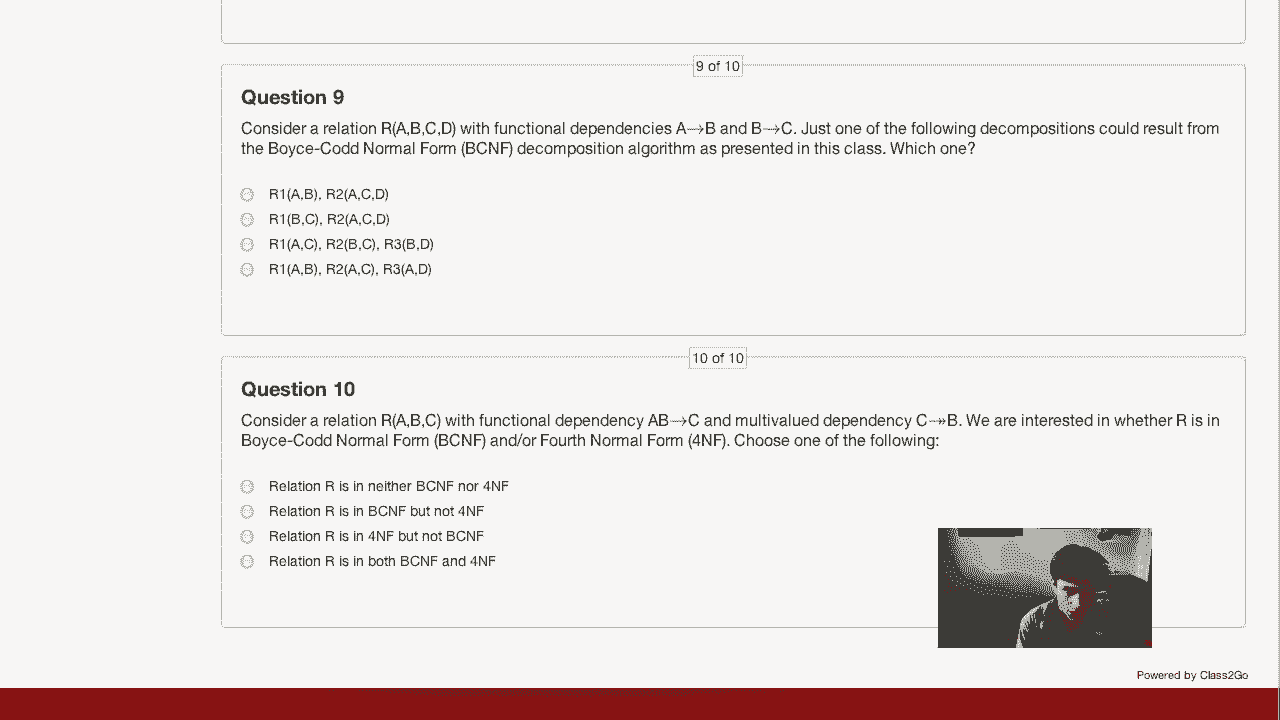 9 of 10
Question 9
Consider a relation R(A,B,C,D) with functional dependencies A→B and B→C. Just one of the following decompositions could result from
the Boyce-Codd Normal Form (BCNF) decomposition algorithm as presented in this class. Which one?
R1(A,B), R2(A,C,D)
R1(B,C), R2(A,C,D)
R1(A,C), R2(B,C), R3(B,D)
R1(A,B), R2(A,C), R3(A,D)
10 of 10
Question 10
Consider a relation R(A,B,C) with functional dependency AB→C and multivalued dependency C↠B. We are interested in whether R is in
Boyce-Codd Normal Form (BCNF) and/or Fourth Normal Form (4NF). Choose one of the following:
Relation R is in neither BCNF nor 4NF
Relation R is in BCNF but not 4NF
Relation R is in 4NF but not BCNF
Relation R is in both BCNF and 4NF
Powered by Class2Go